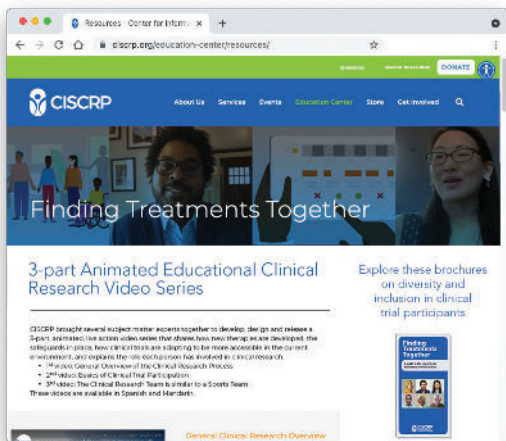 Resources - Center for Informe
ciscrp.org/education-center/resources/
DONATE
CISCRP
About Us Services Events Education Center Store Get Involved
Finding Treatments Together
3-part Animated Educational Clinical
Research Video Series
CISCRP brought several subject matter experts together to develop, design and release a
3-part, animated, live action video series that shares how new therapies are developed, the
safeguards in place, how clinical trials are adapting to be more accessible in the current
environment, and explains the role each person has involved in clinical research.
• 1st video: General Overview of the Clinical Research Process
• 2nd video: Basics of Clinical Trial Participation
• 3rd video: The Clinical Research Team is similar to a Sports Team
These videos are available in Spanish and Mandarin.
Explore these brochures
on diversity and
inclusion in clinical
trial participants
Finding
Treatments
Together
CISCRP
General Clinical Research Overview